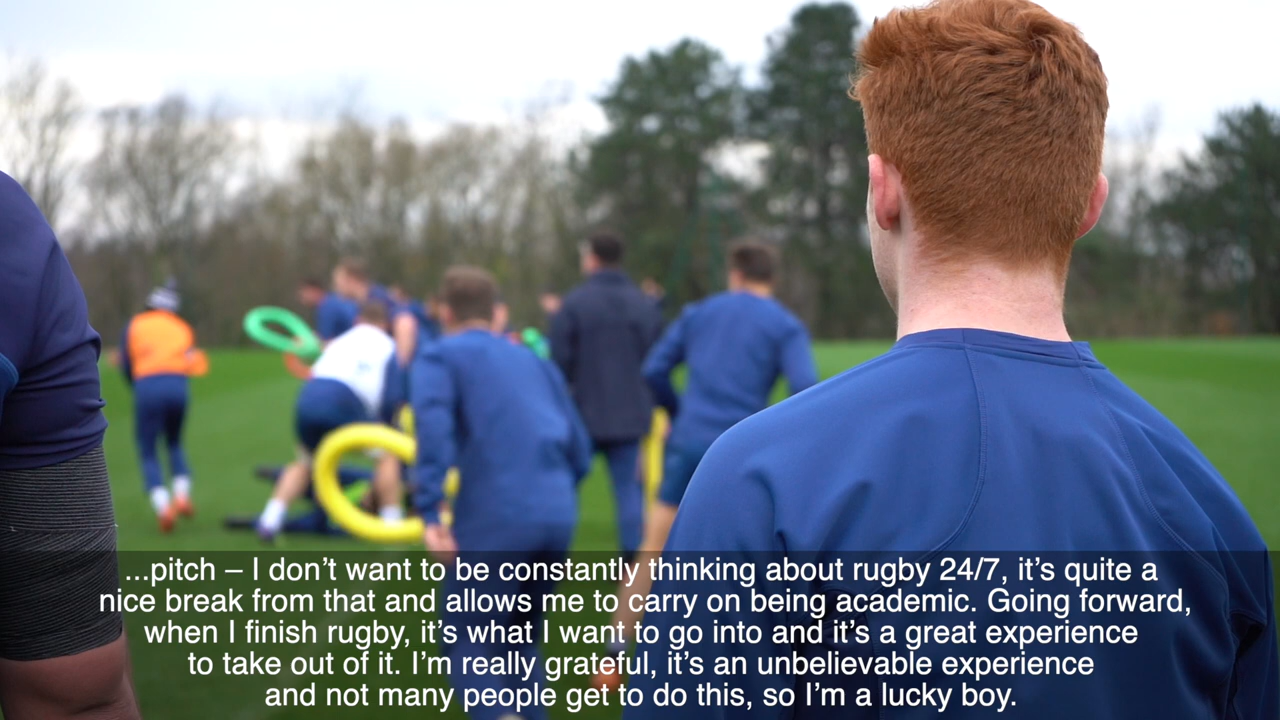 ...pitch – I don’t want to be constantly thinking about rugby 24/7, it’s quite a
nice break from that and allows me to carry on being academic. Going forward,
when I finish rugby, it’s what I want to go into and it’s a great experience
to take out of it. I’m really grateful, it’s an unbelievable experience
and not many people get to do this, so I’m a lucky boy.